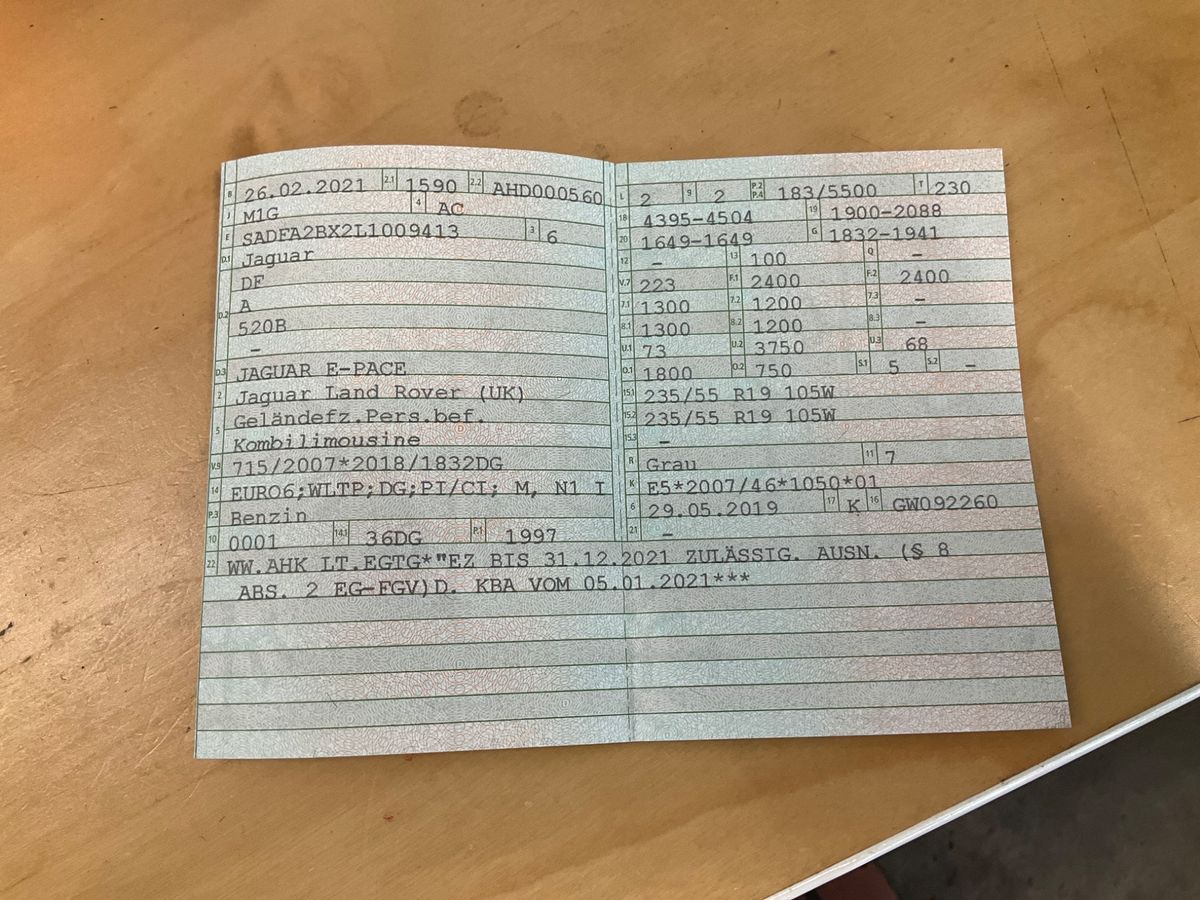 B 26.02.2021 2.1 1590 2.2 AHD000560
J M1G 4 AC
E SADFA2BX2L1009413 3 6
D.1 Jaguar
DF
D.2 A
520B
–
D.3 JAGUAR E-PACE
2 Jaguar Land Rover (UK)
Geländefz.Pers.bef.
5 Kombilimousine
V.9 715/2007*2018/1832DG
14 EURO6;WLTP;DG;PI/CI; M, N1 I
P.3 Benzin
10 0001 14.1 36DG P.1 1997
L 2 9 2 P.2 P.4 183/5500 T 230
18 4395-4504 19 1900-2088
20 1649-1649 G 1832-1941
12 – 13 100 Q –
V.7 223 F.1 2400 F.2 2400
7.1 1300 7.2 1200 7.3 –
8.1 1300 8.2 1200 8.3 –
U.1 73 U.2 3750 U.3 68
O.1 1800 O.2 750 S.1 5 S.2 –
15.1 235/55 R19 105W
15.2 235/55 R19 105W
15.3 –
R Grau 11 7
K E5*2007/46*1050*01
6 29.05.2019 17 K 16 GW092260
21 –
22 WW.AHK LT.EGTG*"EZ BIS 31.12.2021 ZULÄSSIG. AUSN. (§ 8
ABS. 2 EG-FGV)D. KBA VOM 05.01.2021***